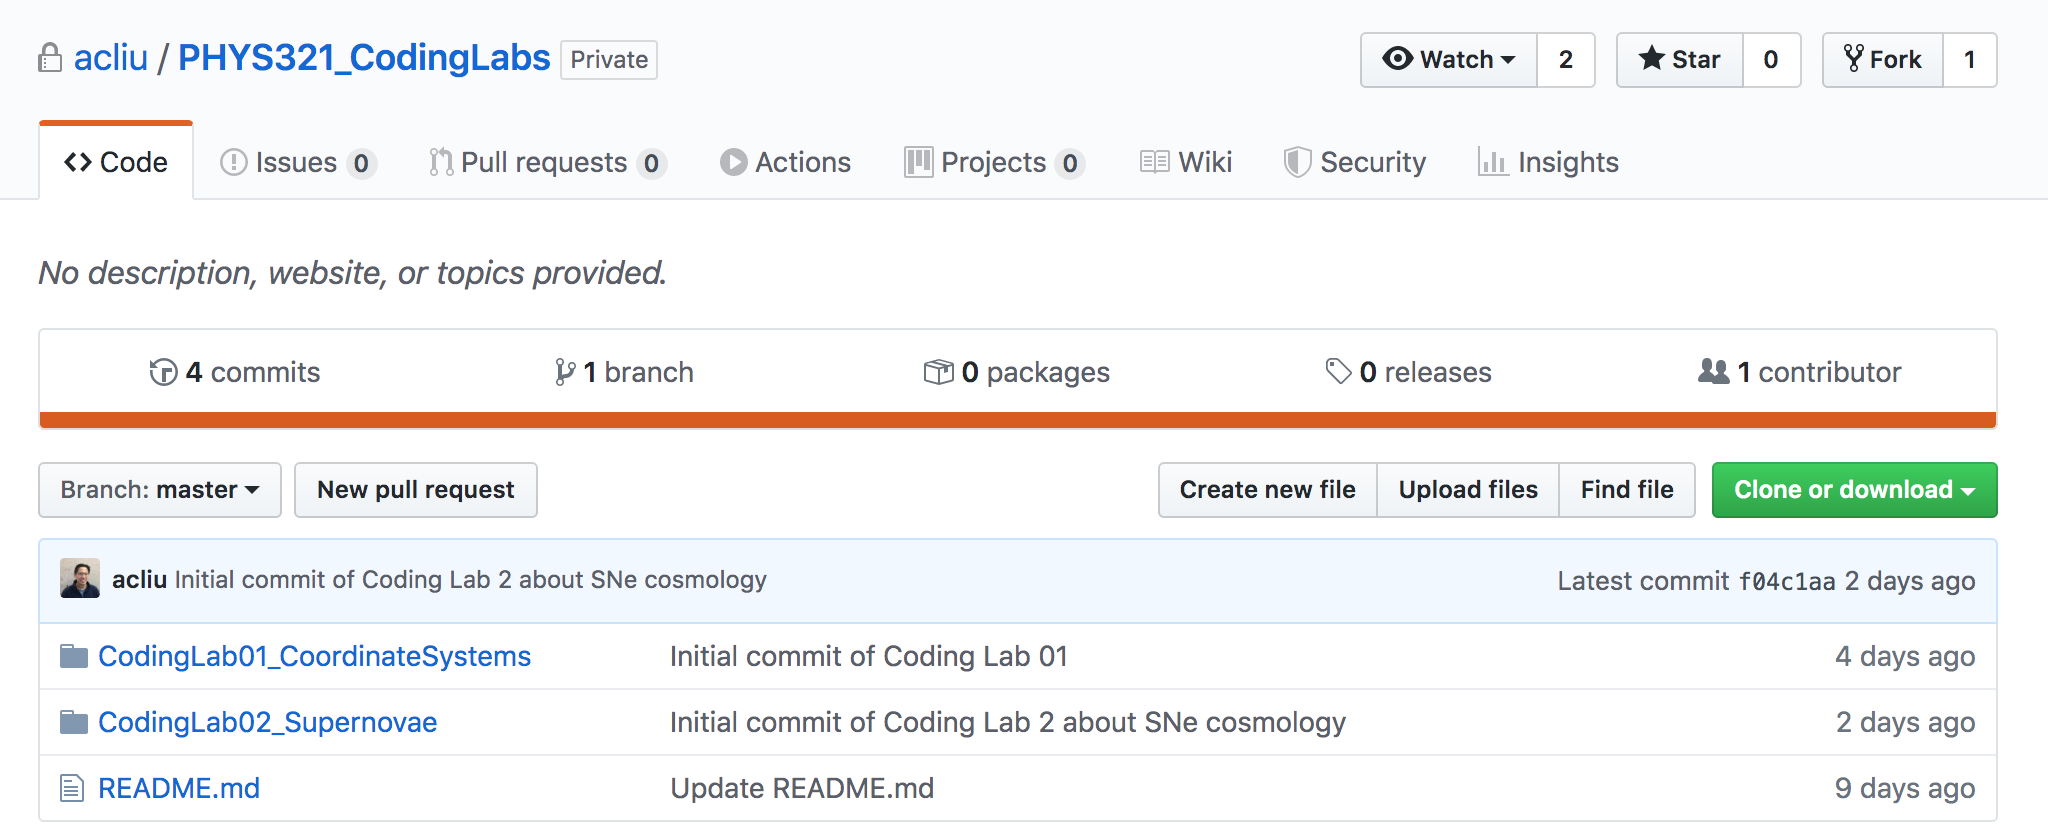 acliu / PHYS321_CodingLabs Private Watch 2 Star 0 Fork 1
Code Issues 0 Pull requests 0 Actions Projects 0 Wiki Security Insights
No description, website, or topics provided.
4 commits 1 branch 0 packages 0 releases 1 contributor
Branch: master New pull request Create new file Upload files Find file Clone or download
acliu Initial commit of Coding Lab 2 about SNe cosmology Latest commit f04c1aa 2 days ago
CodingLab01_CoordinateSystems Initial commit of Coding Lab 01 4 days ago
CodingLab02_Supernovae Initial commit of Coding Lab 2 about SNe cosmology 2 days ago
README.md Update README.md 9 days ago